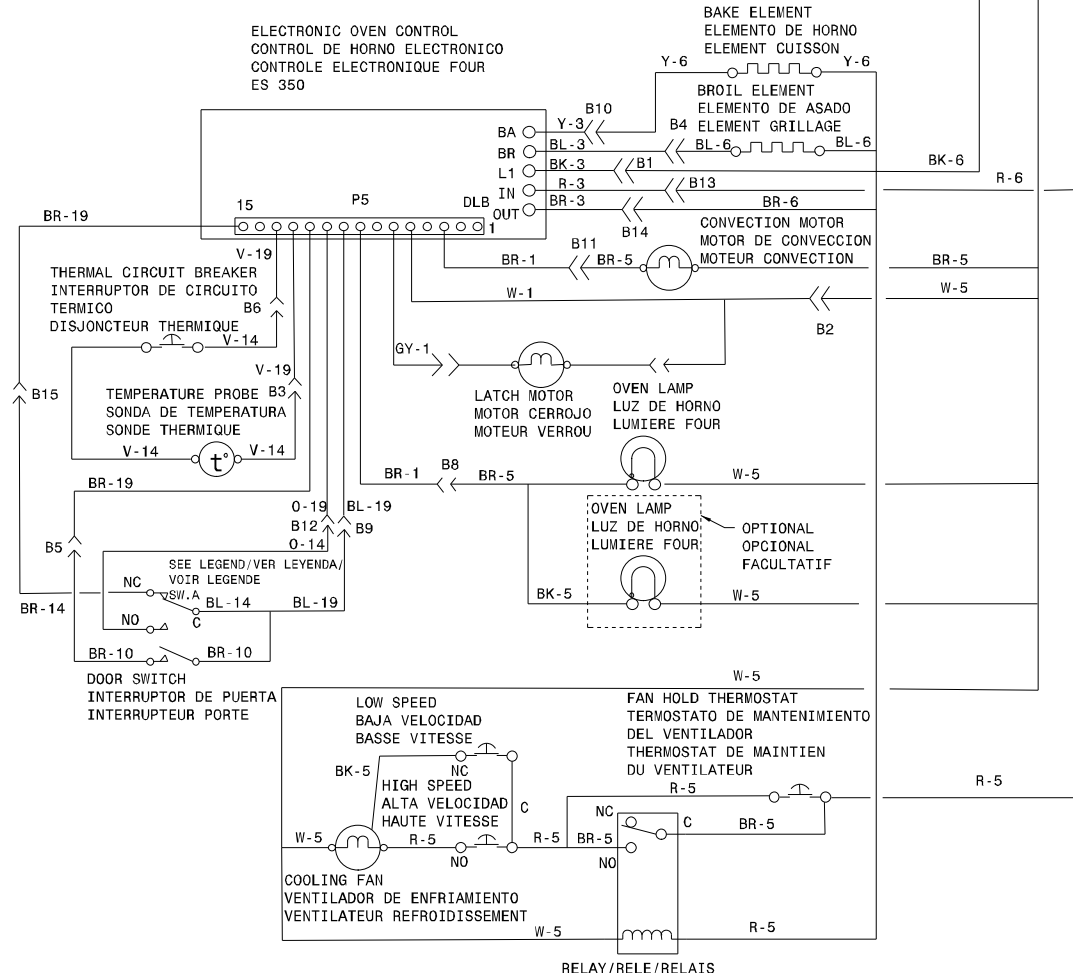 BAKE ELEMENT
ELEMENTO DE HORNO
ELEMENT CUISSON
ELECTRONIC OVEN CONTROL
CONTROL DE HORNO ELECTRONICO
CONTROLE ELECTRONIQUE FOUR
ES 350
Y-6
Y-6
BROIL ELEMENT
ELEMENTO DE ASADO
ELEMENT GRILLAGE
B10
BA
Y-3
B4
BR
BL-3
BL-6
BL-6
L1
BK-3
B1
BK-6
IN
R-3
B13
R-6
OUT
BR-3
B14
BR-6
BR-19
15
P5
DLB
1
CONVECTION MOTOR
MOTOR DE CONVECCION
MOTEUR CONVECTION
B11
BR-1
BR-5
BR-5
V-19
THERMAL CIRCUIT BREAKER
INTERRUPTOR DE CIRCUITO
TERMICO
DISJONCTEUR THERMIQUE
B6
V-14
W-1
W-5
B2
GY-1
LATCH MOTOR
MOTOR CERROJO
MOTEUR VERROU
V-19
B3
B15
TEMPERATURE PROBE
SONDA DE TEMPERATURA
SONDE THERMIQUE
V-14
t°
V-14
OVEN LAMP
LUZ DE HORNO
LUMIERE FOUR
BR-19
BR-1
B8
BR-5
W-5
O-19
BL-19
B12
B9
O-14
OVEN LAMP
LUZ DE HORNO
LUMIERE FOUR
OPTIONAL
OPCIONAL
FACULTATIF
B5
SEE LEGEND/VER LEYENDA/
VOIR LEGENDE
NC
SW.A
BR-14
BL-14
BL-19
C
NO
BK-5
W-5
BR-10
BR-10
DOOR SWITCH
INTERRUPTOR DE PUERTA
INTERRUPTEUR PORTE
W-5
LOW SPEED
BAJA VELOCIDAD
BASSE VITESSE
FAN HOLD THERMOSTAT
TERMOSTATO DE MANTENIMIENTO
DEL VENTILADOR
THERMOSTAT DE MAINTIEN
DU VENTILATEUR
BK-5
NC
HIGH SPEED
ALTA VELOCIDAD
HAUTE VITESSE
C
R-5
R-5
NC
C
BR-5
W-5
R-5
NO
R-5
BR-5
NO
COOLING FAN
VENTILADOR DE ENFRIAMIENTO
VENTILATEUR REFROIDISSEMENT
W-5
R-5
RELAY/RELE/RELAIS